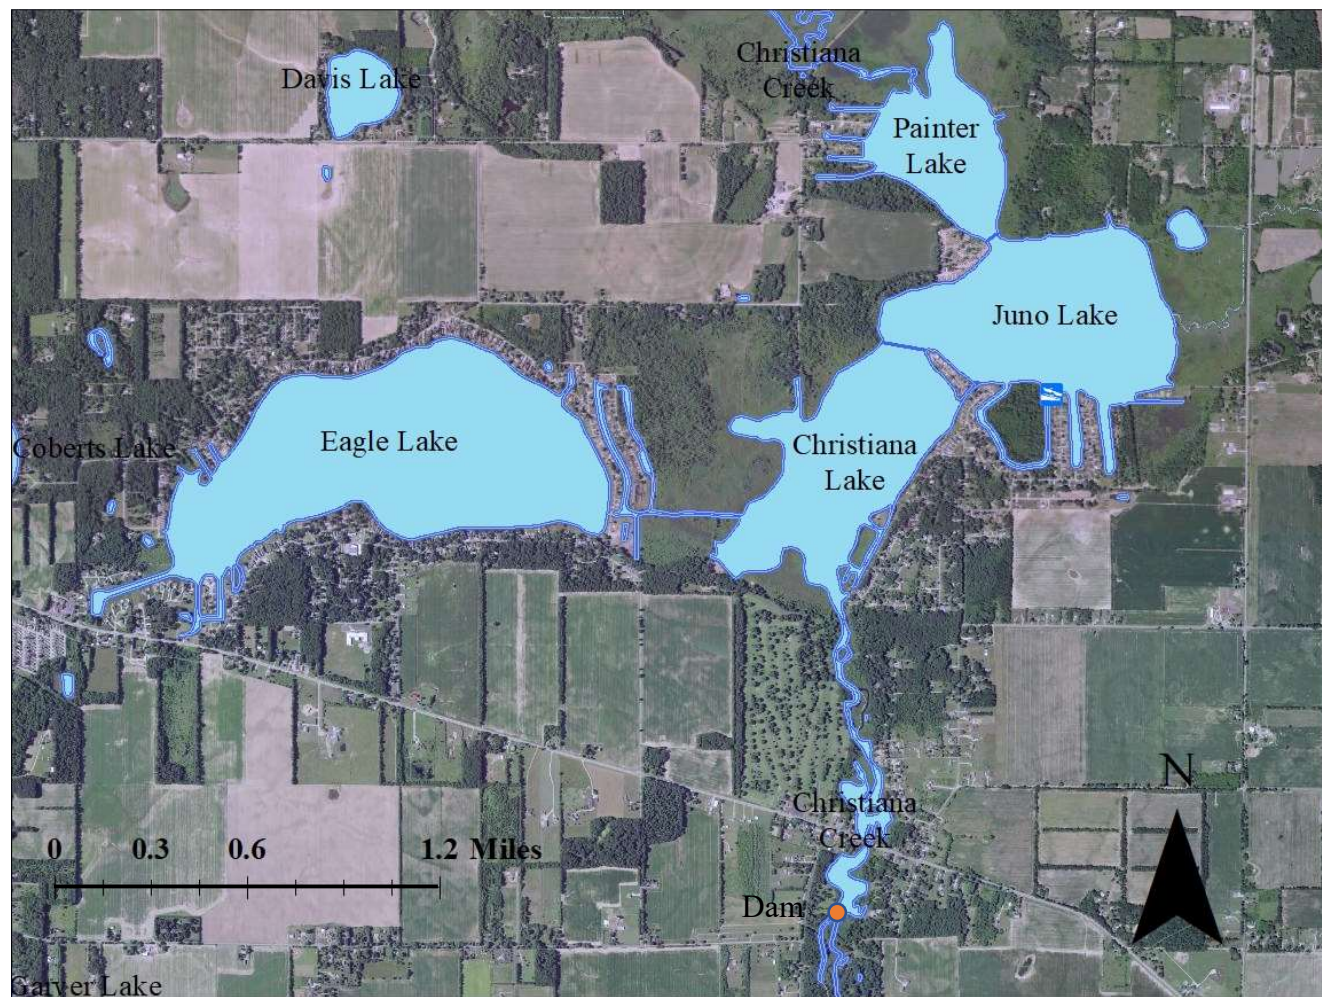 Christiana
Creek
Davis Lake
Painter
Lake
Juno Lake
Eagle Lake
Coberts Lake
Christiana
Lake
N
Christiana
Creek
0 0.3 0.6 1.2 Miles
Dam
Garver Lake